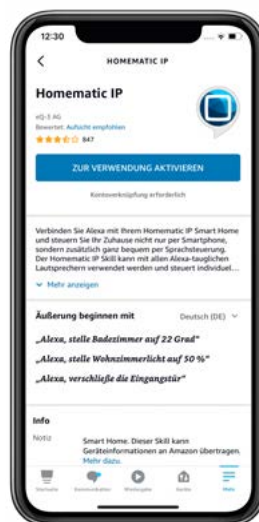 12:30
HOMEMATIC IP
Homematic IP
eQ-3 AG
Bewertet: Aufsicht empfohlen
847
ZUR VERWENDUNG AKTIVIEREN
Kontoverknüpfung erforderlich
Verbinden Sie Alexa mit Ihrem Homematic IP Smart Home
und steuern Sie Ihr Zuhause nicht nur per Smartphone,
sondern zusätzlich ganz bequem per Sprachsteuerung.
Der Homematic IP Skill kann mit allen Alexa-tauglichen
Lautsprechern verwendet werden und steuert individuel...
Mehr anzeigen
Äußerung beginnen mit Deutsch (DE)
„Alexa, stelle Badezimmer auf 22 Grad“
„Alexa, stelle Wohnzimmerlicht auf 50 %“
„Alexa, verschließe die Eingangstür“
Info
Notiz Smart Home. Dieser Skill kann
Geräteinformationen an Amazon übertragen.
Mehr dazu.
Startseite Kommunikation Wiedergabe Geräte Mehr